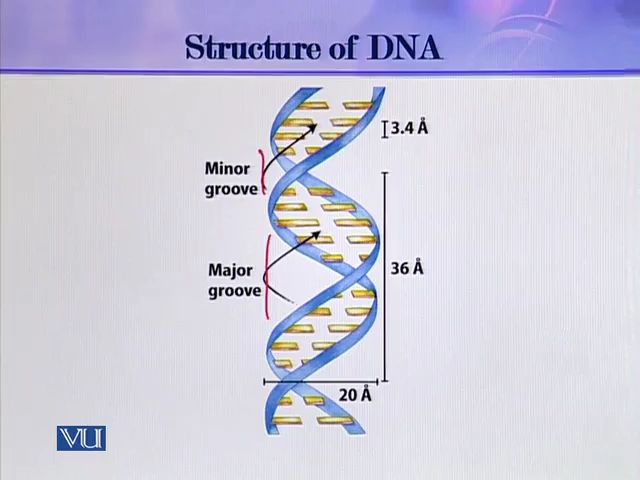 Structure of DNA
3.4 Å
Minor
groove
Major
groove
36 Å
20 Å
VU